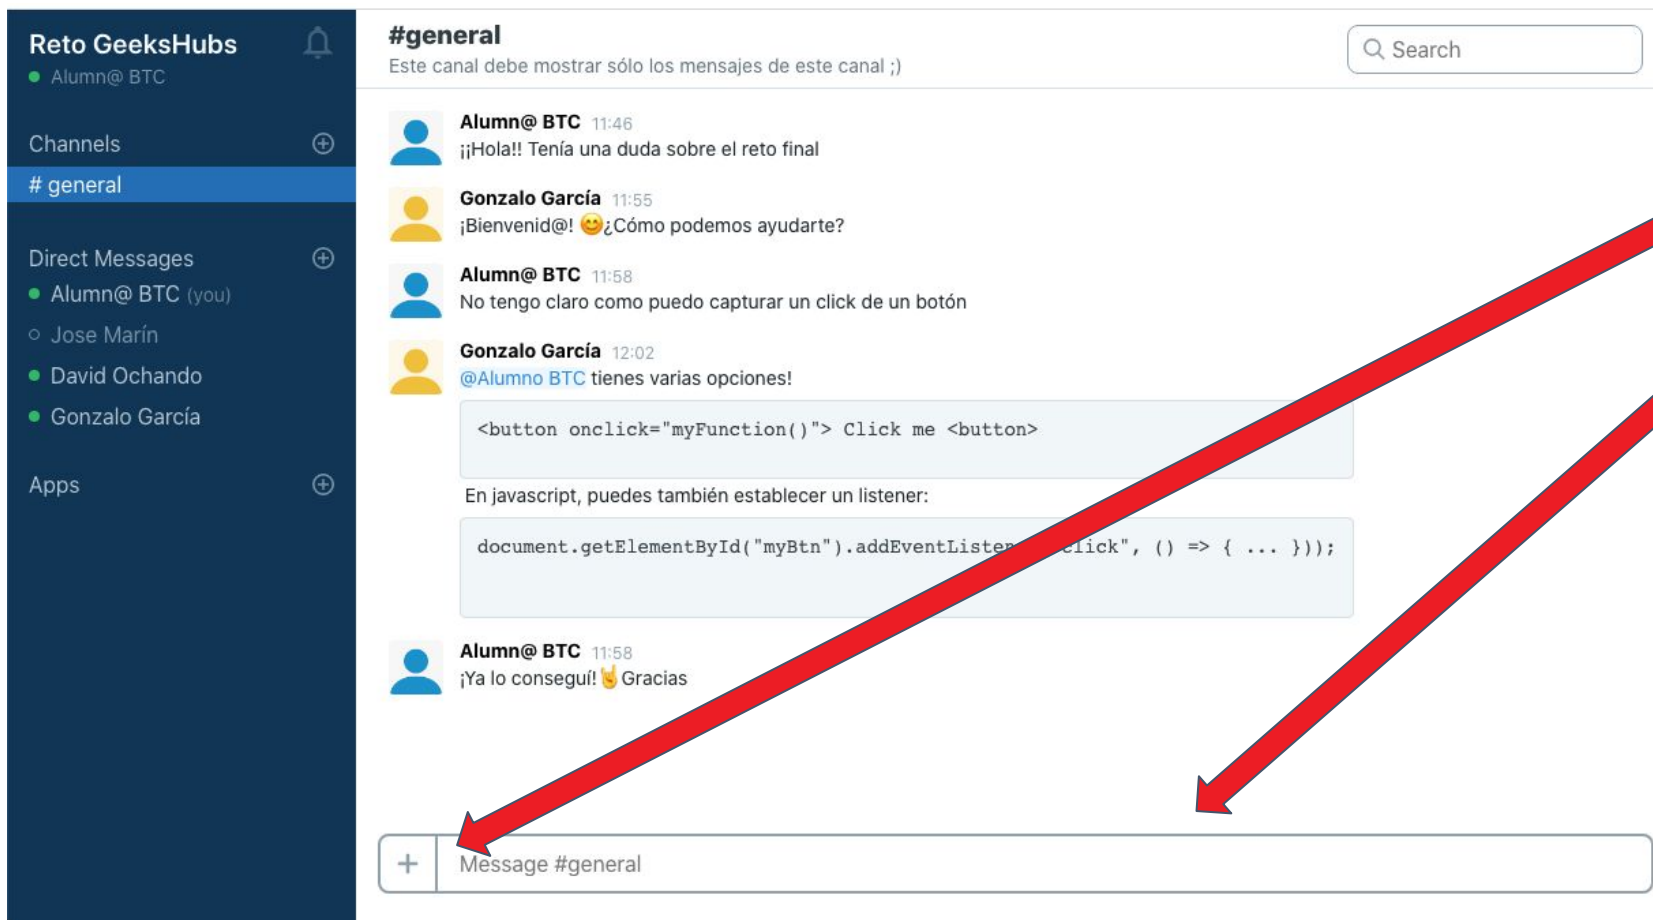 Reto GeeksHubs
Alumn@ BTC
Channels
# general
Direct Messages
Alumn@ BTC (you)
Jose Marín
David Ochando
Gonzalo García
Apps
#general
Este canal debe mostrar sólo los mensajes de este canal ;)
Search
Alumn@ BTC 11:46
¡¡Hola!! Tenía una duda sobre el reto final
Gonzalo García 11:55
¡Bienvenid@! 😊¿Cómo podemos ayudarte?
Alumn@ BTC 11:58
No tengo claro como puedo capturar un click de un botón
Gonzalo García 12:02
@Alumno BTC tienes varias opciones!
<button onclick="myFunction()"> Click me <button>
En javascript, puedes también establecer un listener:
document.getElementById("myBtn").addEventListen click", () => { ... }));
Alumn@ BTC 11:58
¡Ya lo conseguí!🤘Gracias
+ Message #general